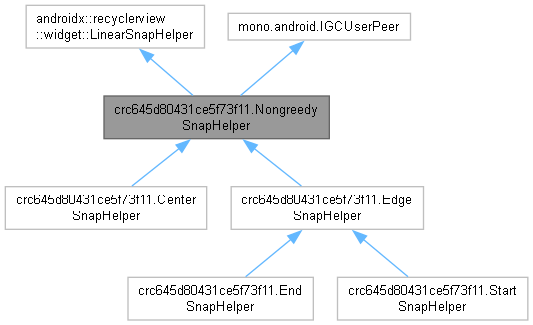 androidx::recyclerview
::widget::LinearSnapHelper
mono.android.IGCUserPeer
crc645d80431ce5f73f11.Nongreedy
SnapHelper
crc645d80431ce5f73f11.Center
SnapHelper
crc645d80431ce5f73f11.Edge
SnapHelper
crc645d80431ce5f73f11.End
SnapHelper
crc645d80431ce5f73f11.Start
SnapHelper